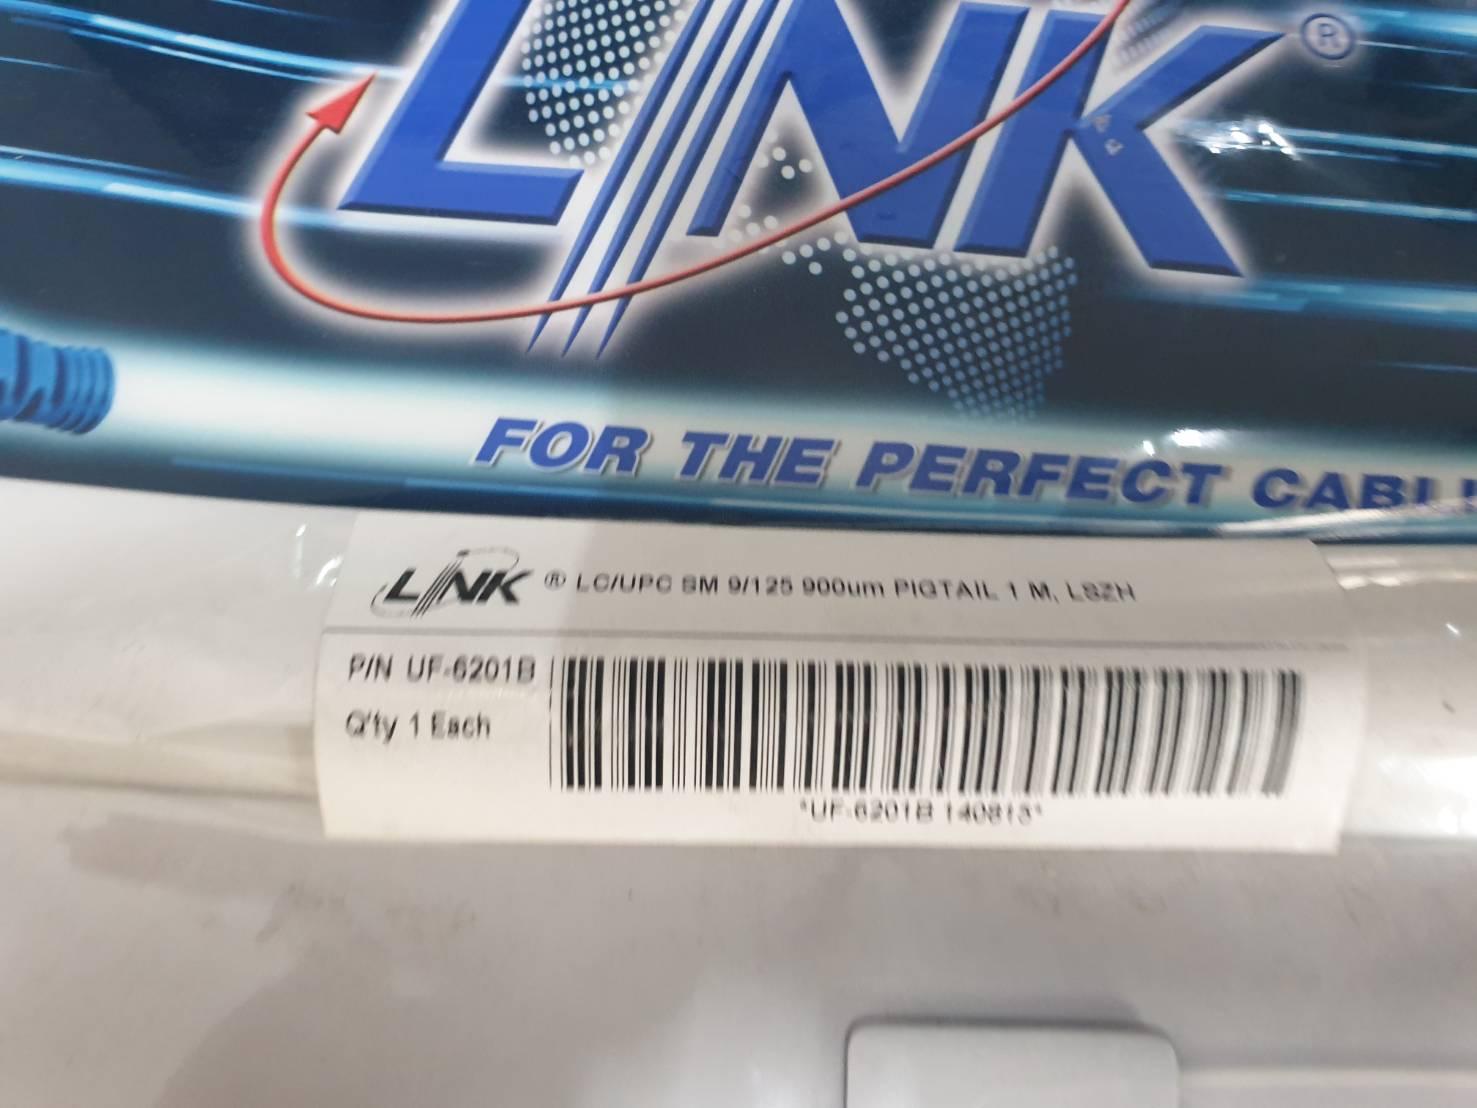 LINK®
FOR THE PERFECT CABLI
LINK ® LC/UPC SM 9/125 900um PIGTAIL 1 M, LSZH
P/N UF-6201B
Q'ty 1 Each
*UF-6201B 140813*